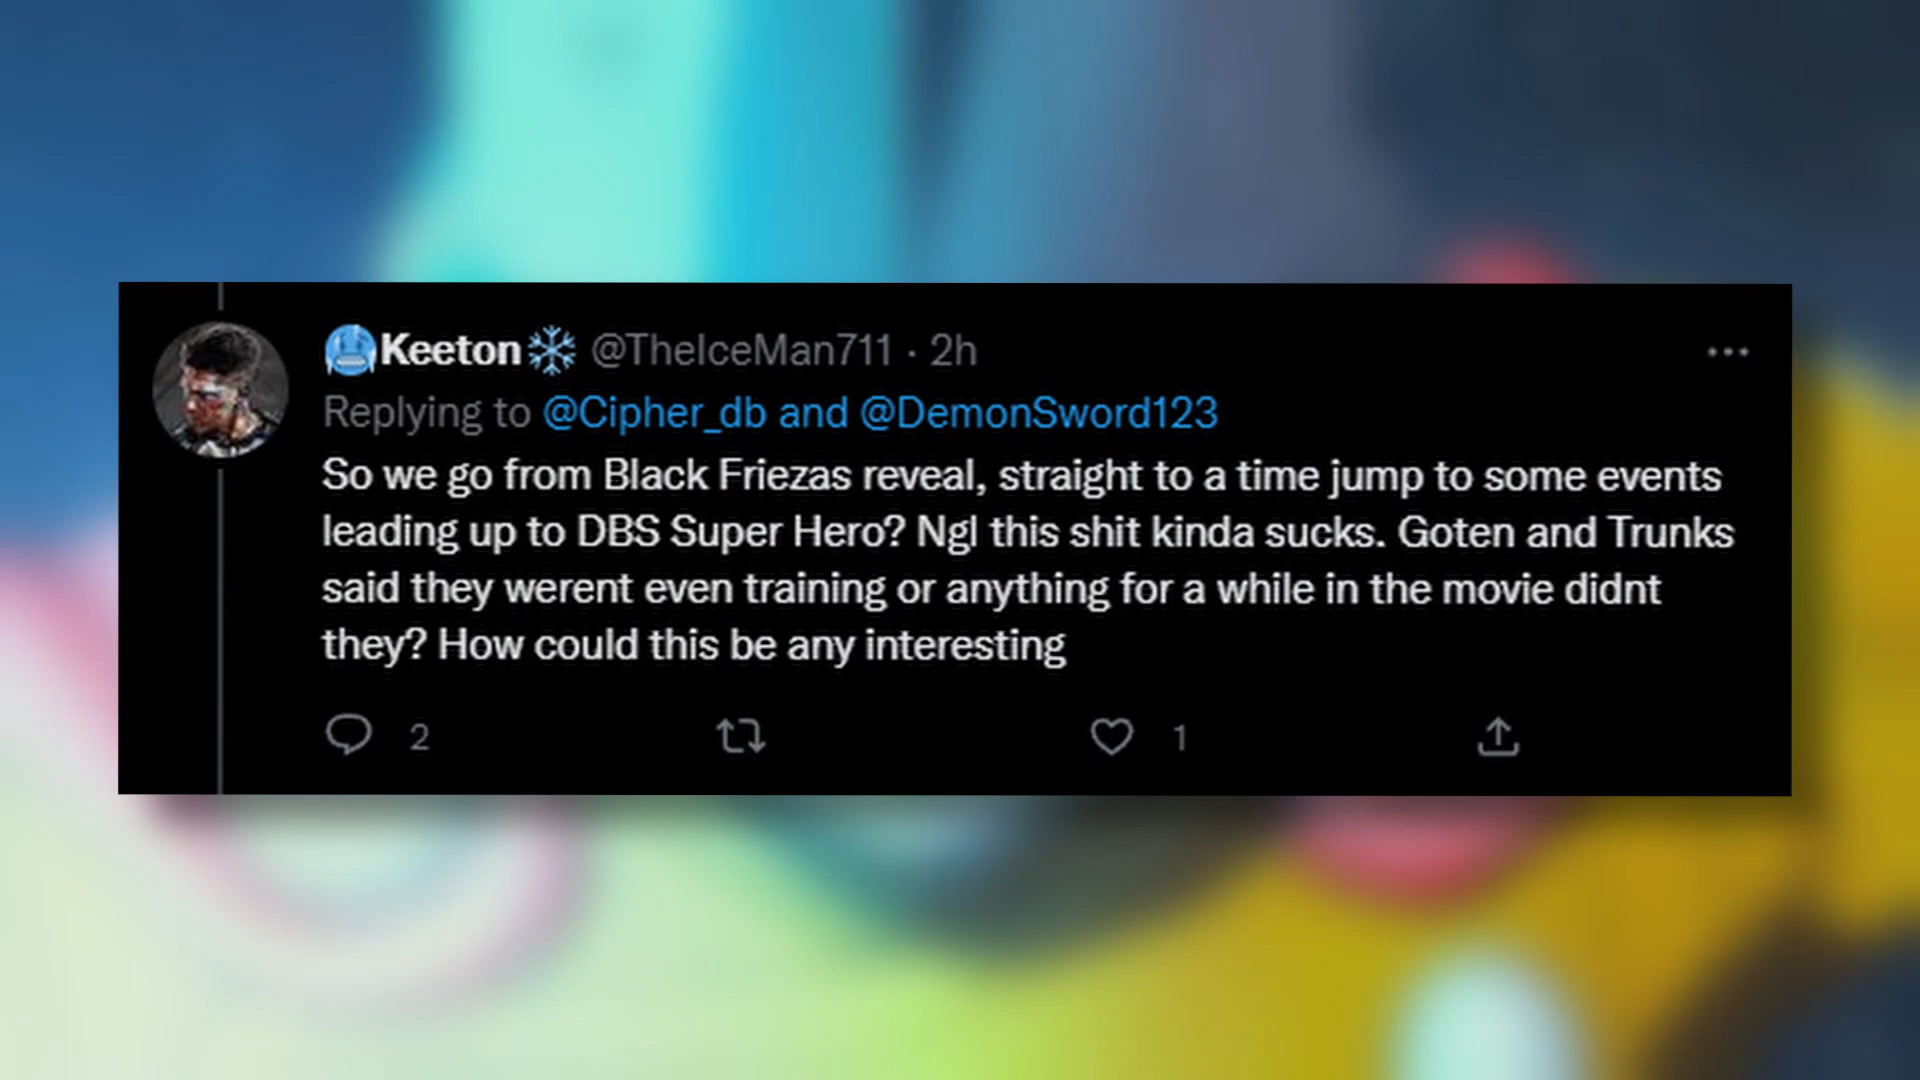 🥶Keeton❄ @TheIceMan711 · 2h
Replying to @Cipher_db and @DemonSword123
So we go from Black Friezas reveal, straight to a time jump to some events
leading up to DBS Super Hero? Ngl this shit kinda sucks. Goten and Trunks
said they werent even training or anything for a while in the movie didnt
they? How could this be any interesting
2 1